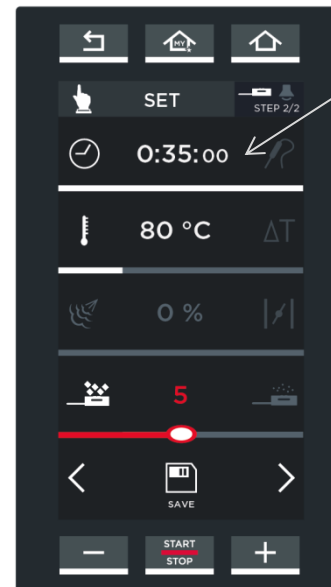 MY
SET
STEP 2/2
0:35:00
80 °C
ΔT
0 %
5
SAVE
START
STOP